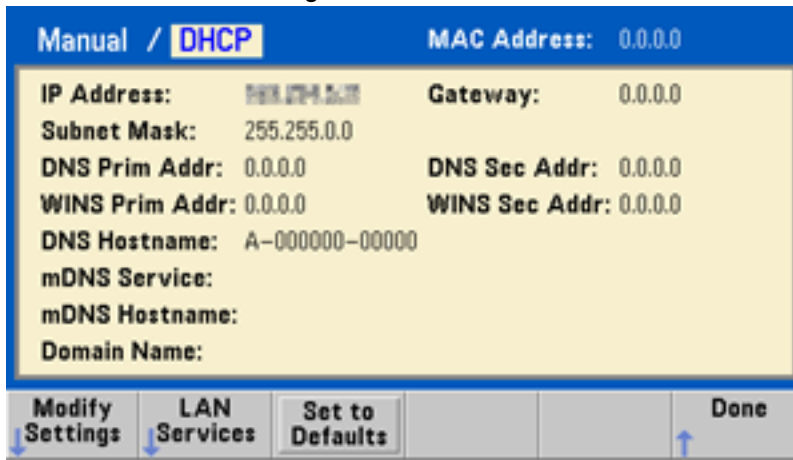 Manual / DHCP MAC Address: 0.0.0.0
IP Address: Gateway: 0.0.0.0
Subnet Mask: 255.255.0.0
DNS Prim Addr: 0.0.0.0 DNS Sec Addr: 0.0.0.0
WINS Prim Addr: 0.0.0.0 WINS Sec Addr: 0.0.0.0
DNS Hostname: A-000000-00000
mDNS Service:
mDNS Hostname:
Domain Name:
Modify Settings
LAN Services
Set to Defaults
Done